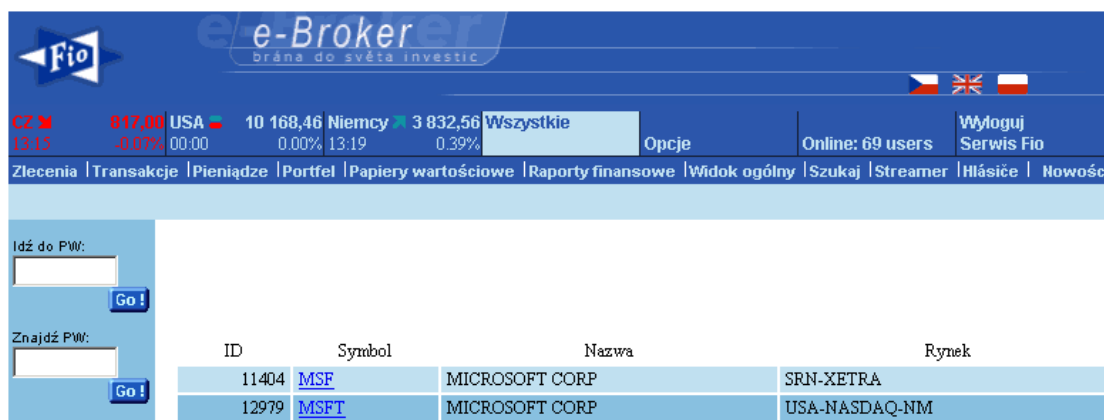 Fio
e-Broker
brána do světa investic
CZ 817,00 USA 10 168,46 Niemcy 3 832,56 Wszystkie Wyloguj
13:15 -8.07% 00:00 0.00% 13:19 0.39% Opcje Online: 69 users Serwis Fio
Zlecenia |Transakcje |Pieniądze |Portfel |Papiery wartościowe |Raporty finansowe |Widok ogólny |Szukaj |Streamer |Hlásiče | Nowośc
Idź do PW:
Go !
Znajdź PW:
Go !
ID Symbol Nazwa Rynek
11404 MSF MICROSOFT CORP SRN-XETRA
12979 MSFT MICROSOFT CORP USA-NASDAQ-NM